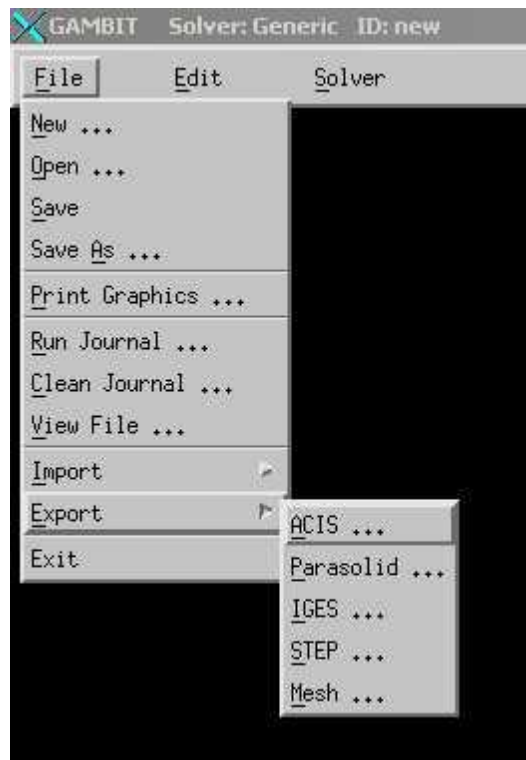 GAMBIT Solver: Generic ID: new
File Edit Solver
New ...
Open ...
Save
Save As ...
Print Graphics ...
Run Journal ...
Clean Journal ...
View File ...
Import
Export
Exit
ACIS ...
Parasolid ...
IGES ...
STEP ...
Mesh ...